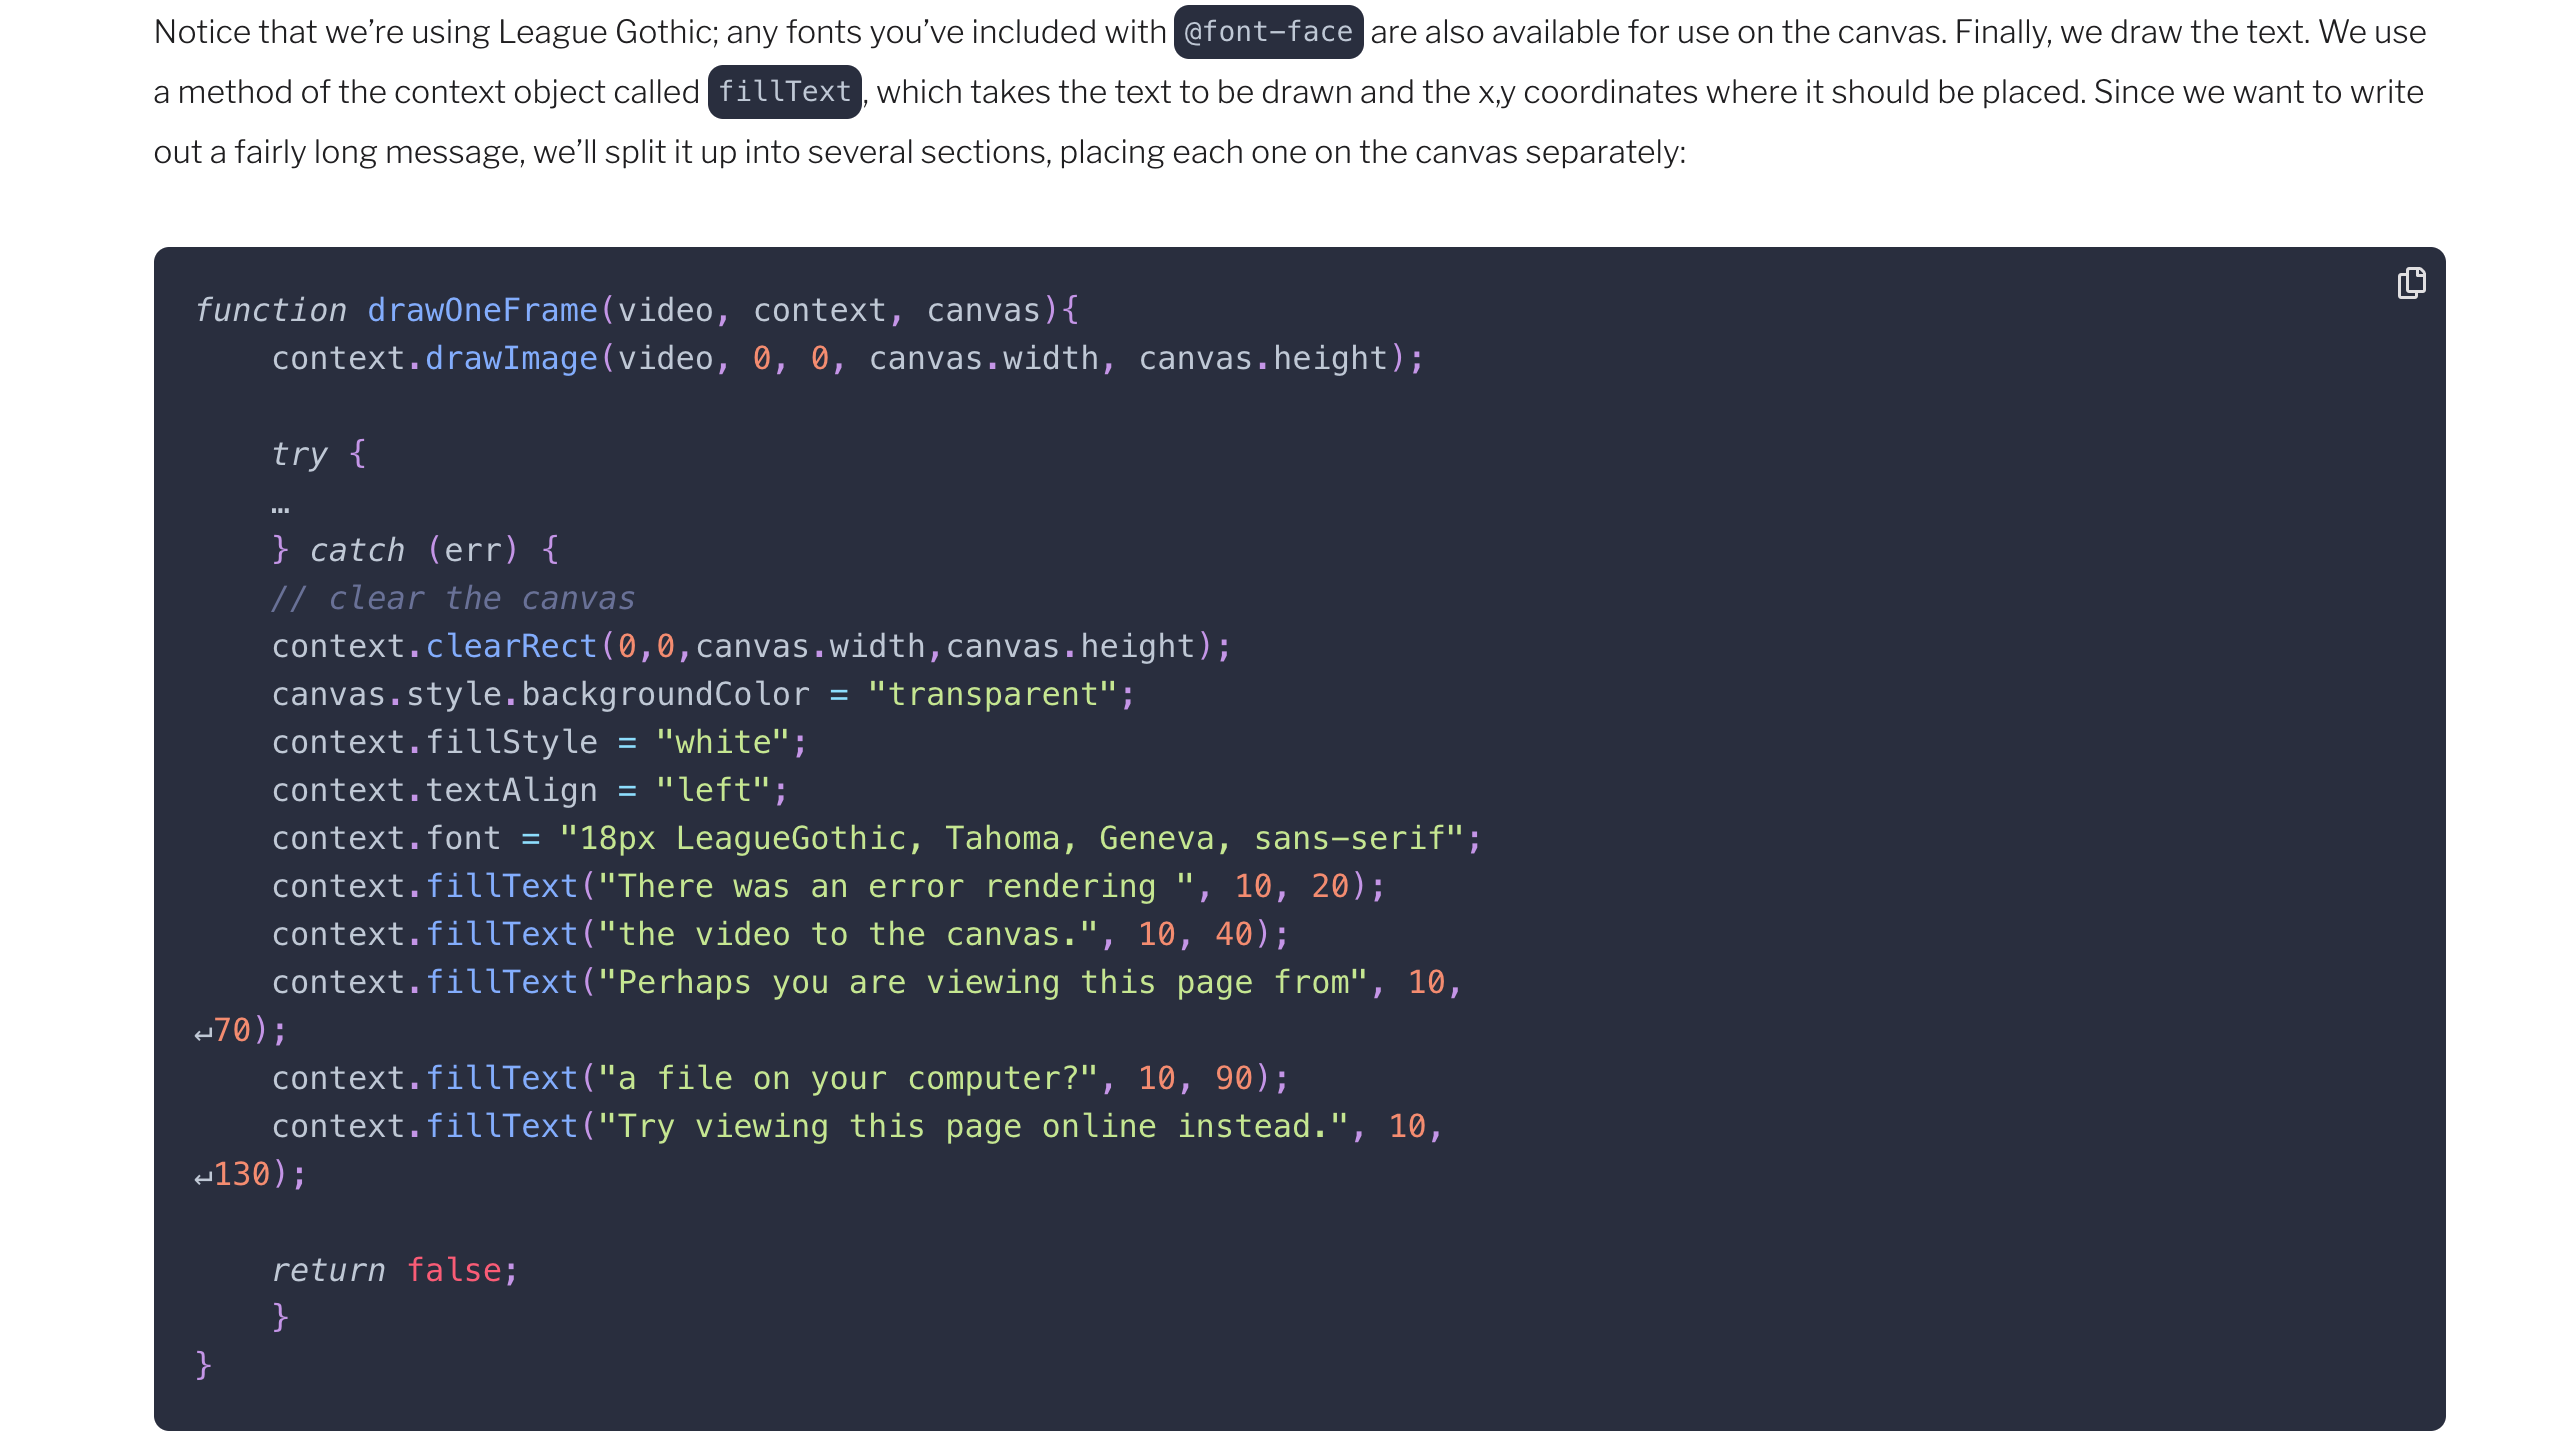 Notice that we’re using League Gothic; any fonts you’ve included with @font-face are also available for use on the canvas. Finally, we draw the text. We use
a method of the context object called fillText, which takes the text to be drawn and the x,y coordinates where it should be placed. Since we want to write
out a fairly long message, we’ll split it up into several sections, placing each one on the canvas separately:
function drawOneFrame(video, context, canvas){
    context.drawImage(video, 0, 0, canvas.width, canvas.height);

    try {
    …
    } catch (err) {
    // clear the canvas
    context.clearRect(0,0,canvas.width,canvas.height);
    canvas.style.backgroundColor = "transparent";
    context.fillStyle = "white";
    context.textAlign = "left";
    context.font = "18px LeagueGothic, Tahoma, Geneva, sans-serif";
    context.fillText("There was an error rendering ", 10, 20);
    context.fillText("the video to the canvas.", 10, 40);
    context.fillText("Perhaps you are viewing this page from", 10,
↵70);
    context.fillText("a file on your computer?", 10, 90);
    context.fillText("Try viewing this page online instead.", 10,
↵130);

    return false;
    }
}